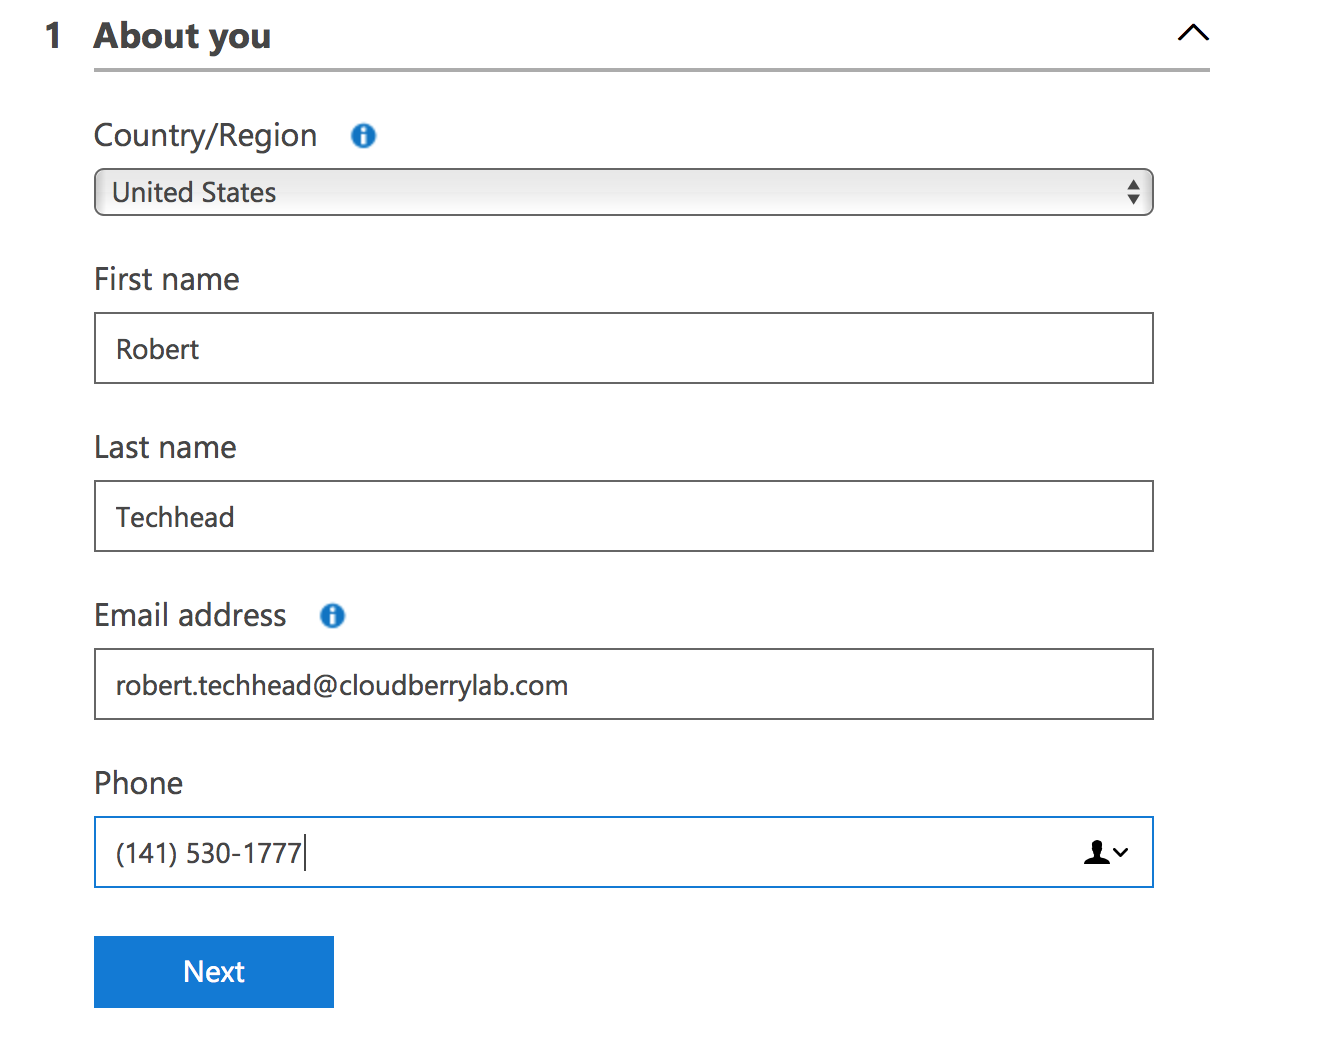 1 About you
Country/Region
United States
First name
Robert
Last name
Techhead
Email address
robert.techhead@cloudberrylab.com
Phone
(141) 530-1777
Next